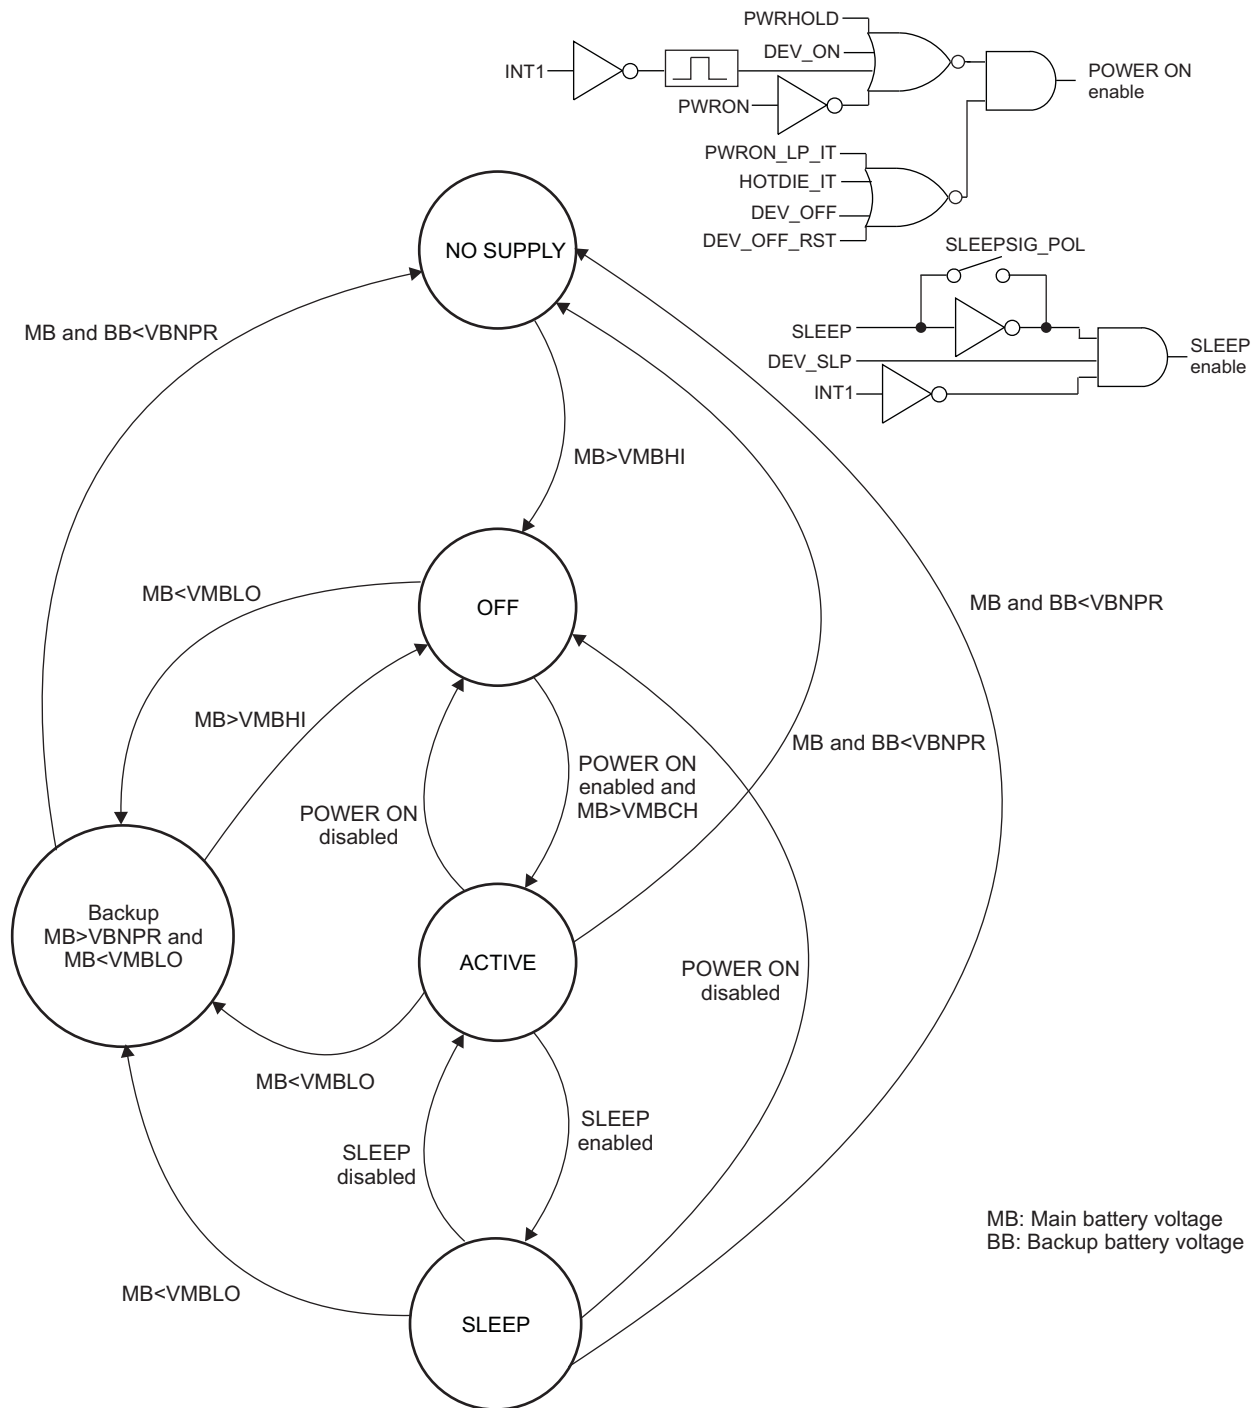 PWRHOLD
DEV_ON
INT1
PWRON
POWER ON
enable
PWRON_LP_IT
HOTDIE_IT
DEV_OFF
DEV_OFF_RST
SLEEPSIG_POL
SLEEP
DEV_SLP
INT1
SLEEP
enable
NO SUPPLY
MB and BB<VBNPR
MB>VMBHI
MB<VMBLO
OFF
MB and BB<VBNPR
MB>VMBHI
MB and BB<VBNPR
POWER ON
enabled and
MB>VMBCH
POWER ON
disabled
Backup
MB>VBNPR and
MB<VMBLO
ACTIVE
POWER ON
disabled
MB<VMBLO
SLEEP
enabled
SLEEP
disabled
MB: Main battery voltage
BB: Backup battery voltage
MB<VMBLO
SLEEP